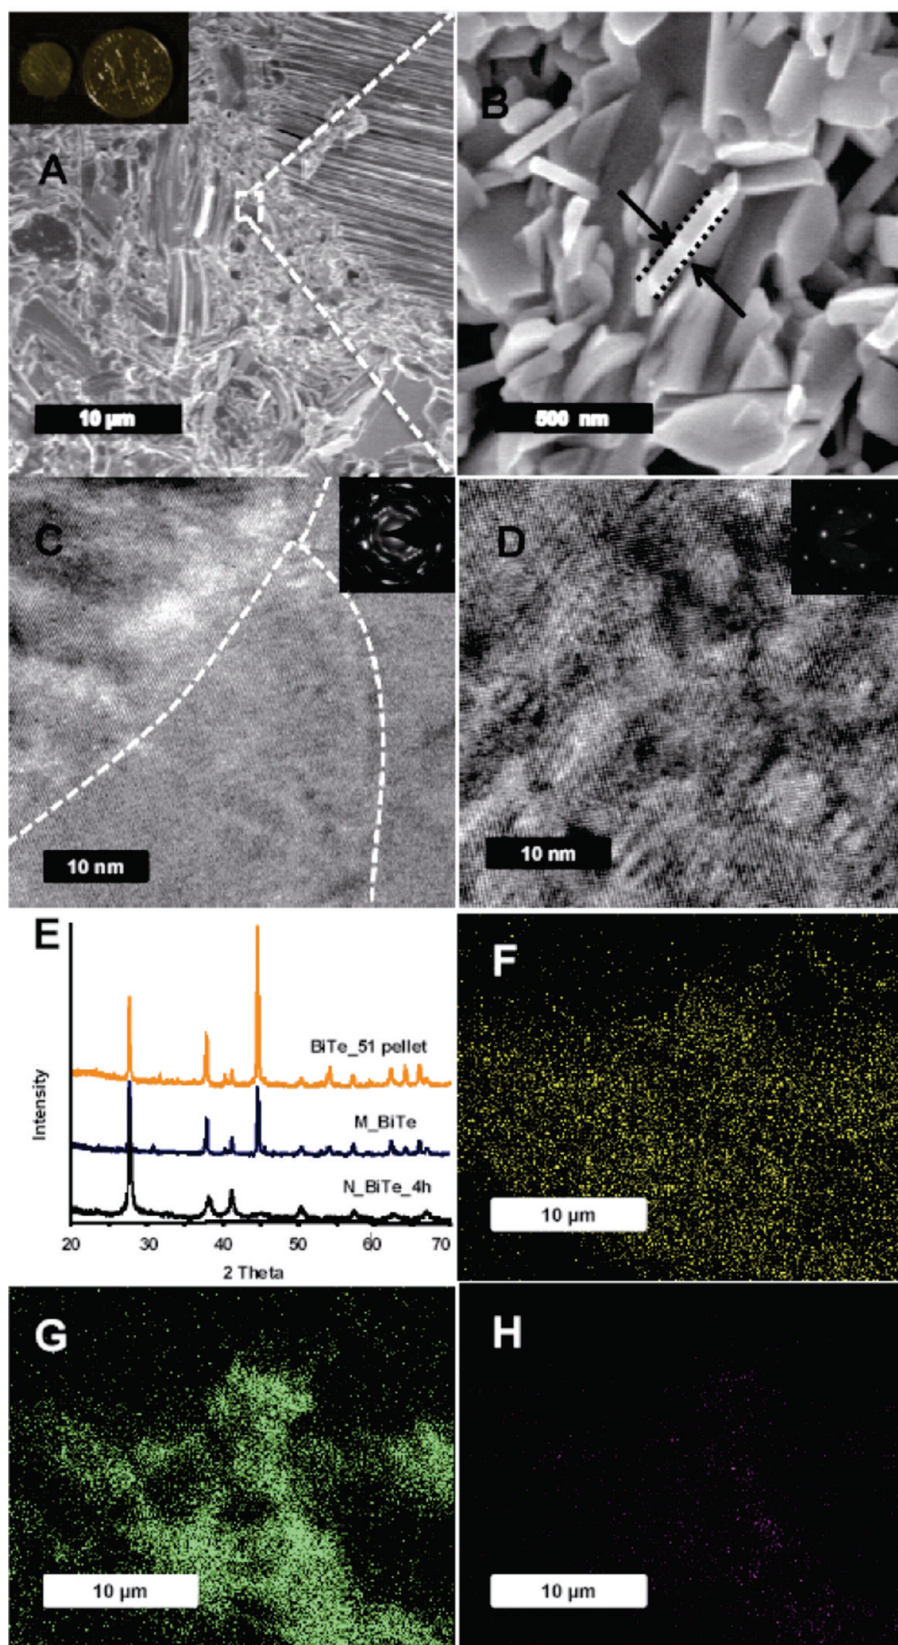 A
10 µm
B
500 nm
C
10 nm
D
10 nm
E
BiTe_51 pellet
M_BiTe
N_BiTe_4h
Intensity
20 30 40 50 60 70
2 Theta
F
10 µm
G
10 µm
H
10 µm